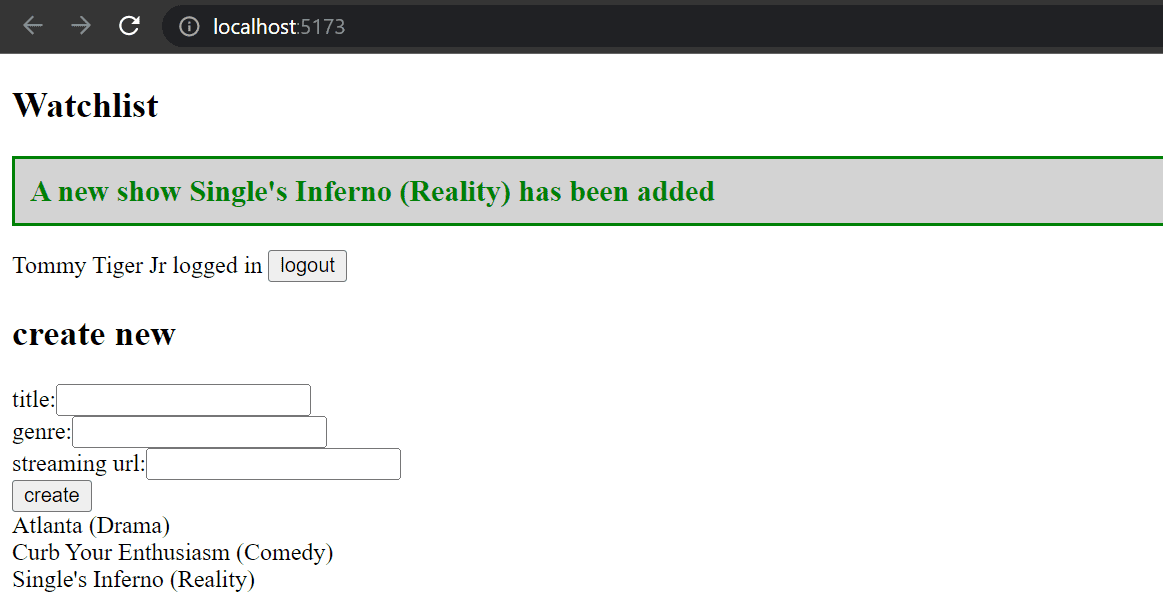 localhost:5173
Watchlist
A new show Single's Inferno (Reality) has been added
Tommy Tiger Jr logged in logout
create new
title:
genre:
streaming url:
create
Atlanta (Drama)
Curb Your Enthusiasm (Comedy)
Single's Inferno (Reality)